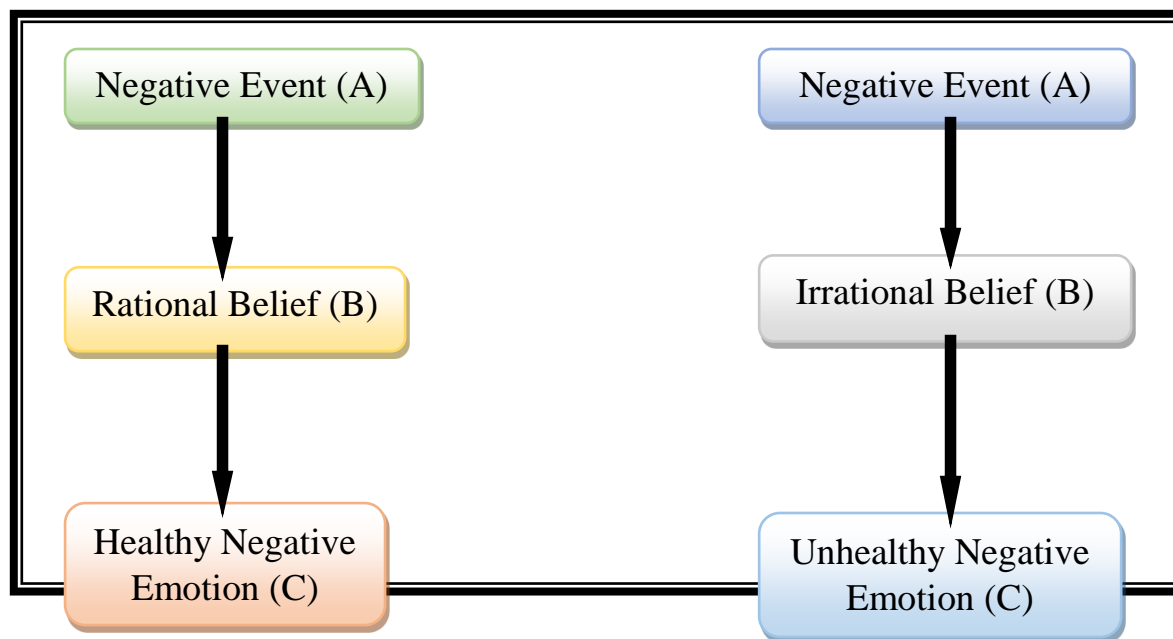 Negative Event (A)
Negative Event (A)
Rational Belief (B)
Irrational Belief (B)
Healthy Negative
Emotion (C)
Unhealthy Negative
Emotion (C)